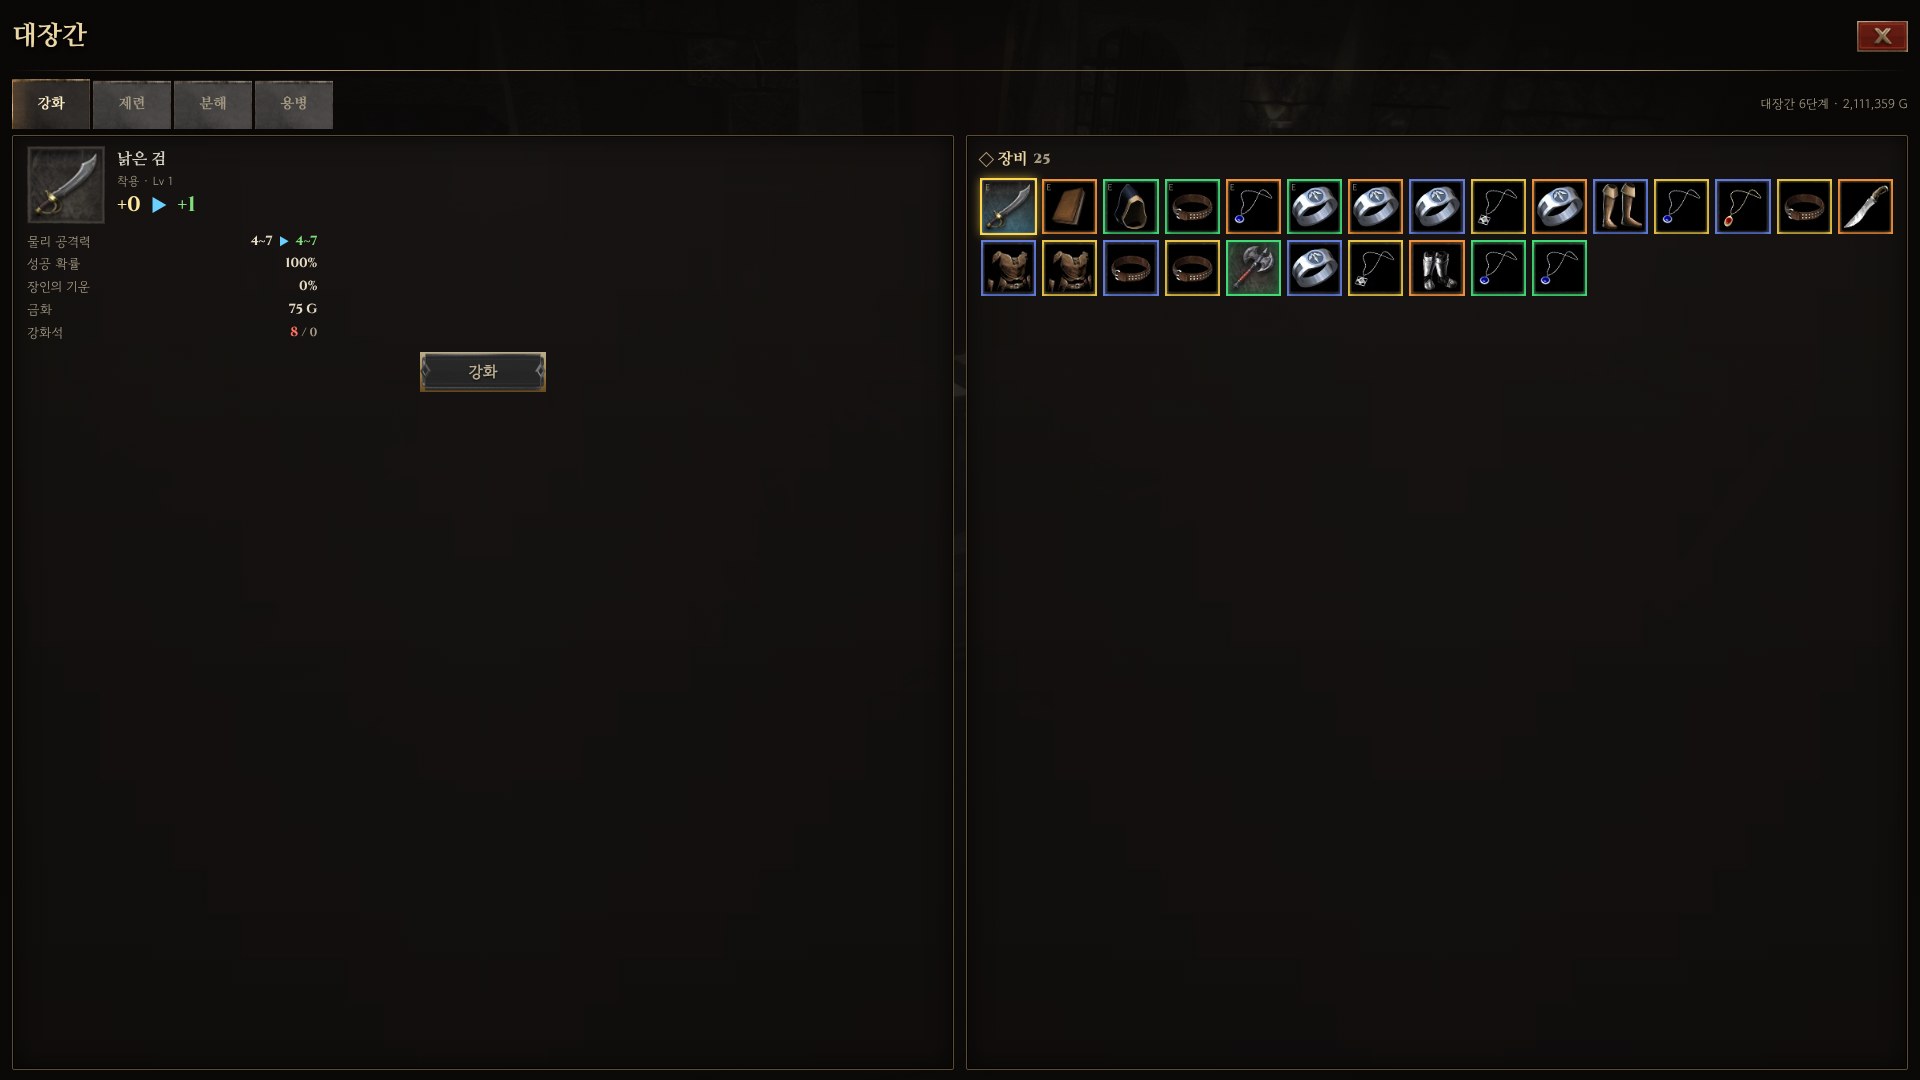 대장간
강화
제련
분해
용병
대장간 6단계 · 2,111,359 G
낡은 검
착용 · Lv 1
+0 ▶ +1
물리 공격력 4~7 ▶ 4~7
성공 확률 100%
장인의 기운 0%
금화 75 G
강화석 8 / 0
강화
장비 25
E E E E E E E